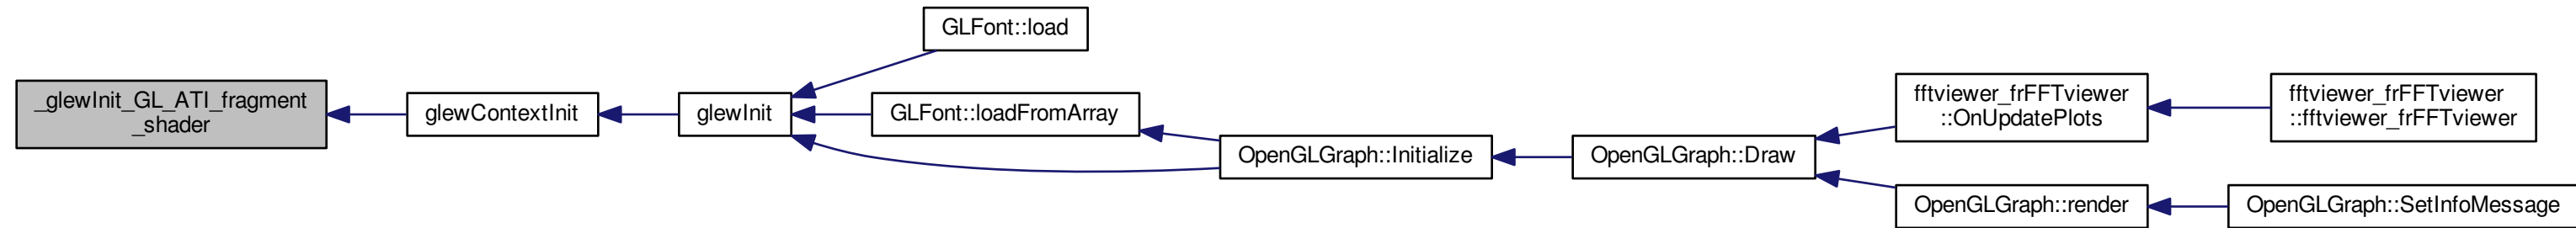 GLFont::load
_glewInit_GL_ATI_fragment
_shader
glewContextInit
glewInit
GLFont::loadFromArray
OpenGLGraph::Initialize
OpenGLGraph::Draw
fftviewer_frFFTviewer
::OnUpdatePlots
fftviewer_frFFTviewer
::fftviewer_frFFTviewer
OpenGLGraph::render
OpenGLGraph::SetInfoMessage